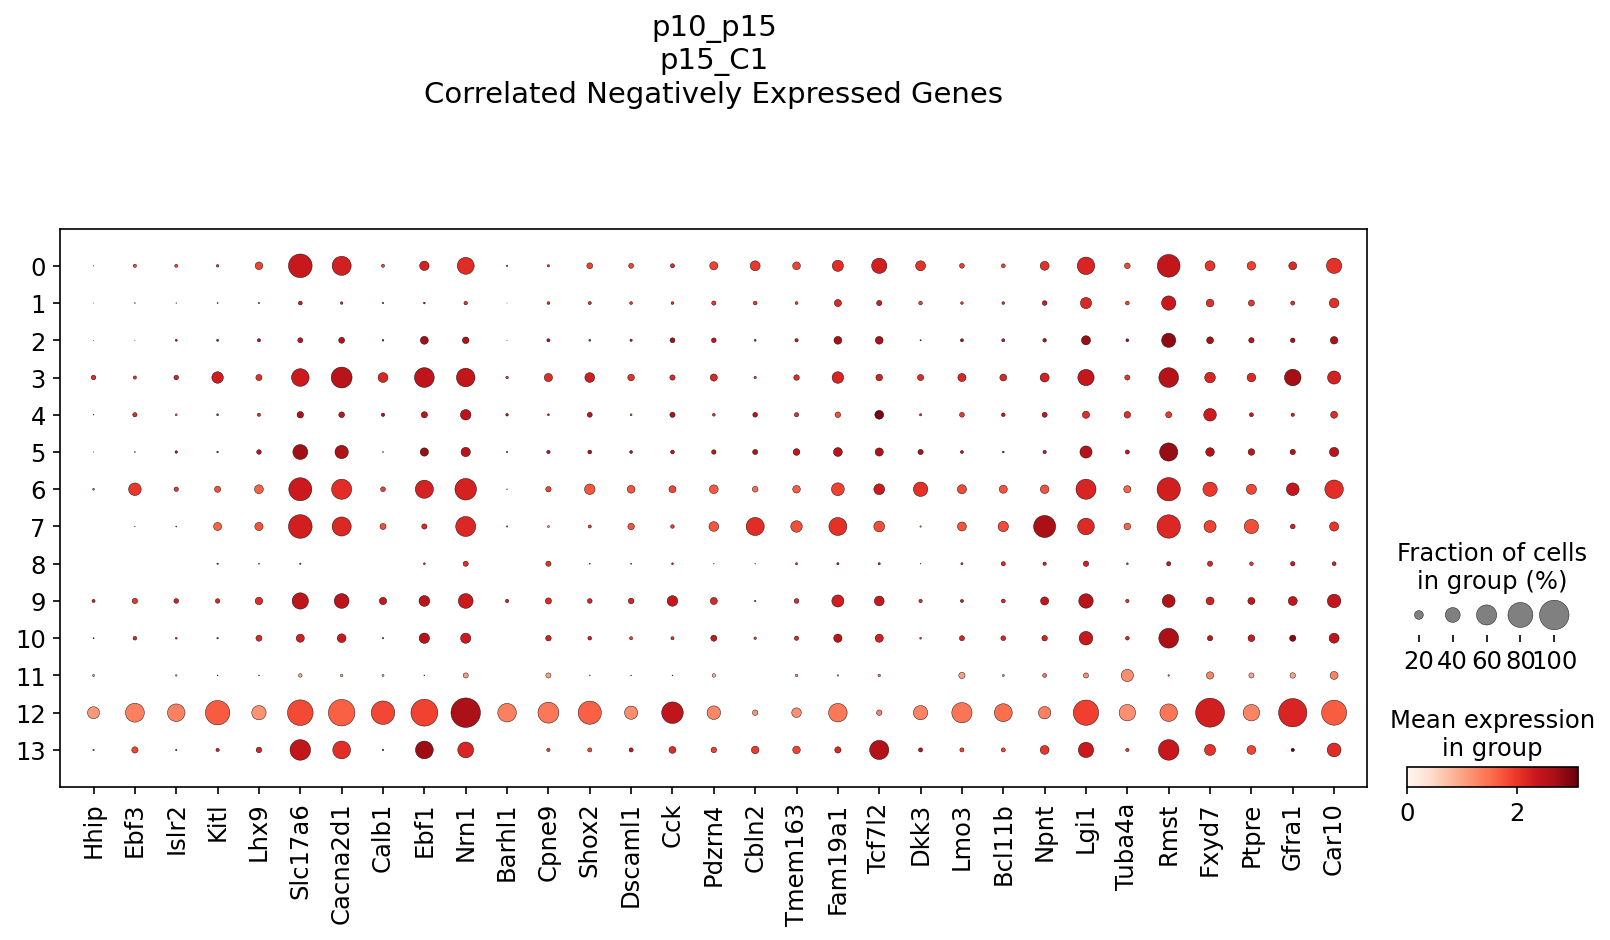 p10_p15
p15_C1
Correlated Negatively Expressed Genes
0
1
2
3
4
5
6
7
8
9
10
11
12
13
Hhip
Ebf3
Islr2
Kitl
Lhx9
Slc17a6
Cacna2d1
Calb1
Ebf1
Nrn1
Barhl1
Cpne9
Shox2
Dscaml1
Cck
Pdzrn4
Cbln2
Tmem163
Fam19a1
Tcf7l2
Dkk3
Lmo3
Bcl11b
Npnt
Lgi1
Tuba4a
Rmst
Fxyd7
Ptpre
Gfra1
Car10
Fraction of cells
in group (%)
20 40 60 80 100
Mean expression
in group
0 2